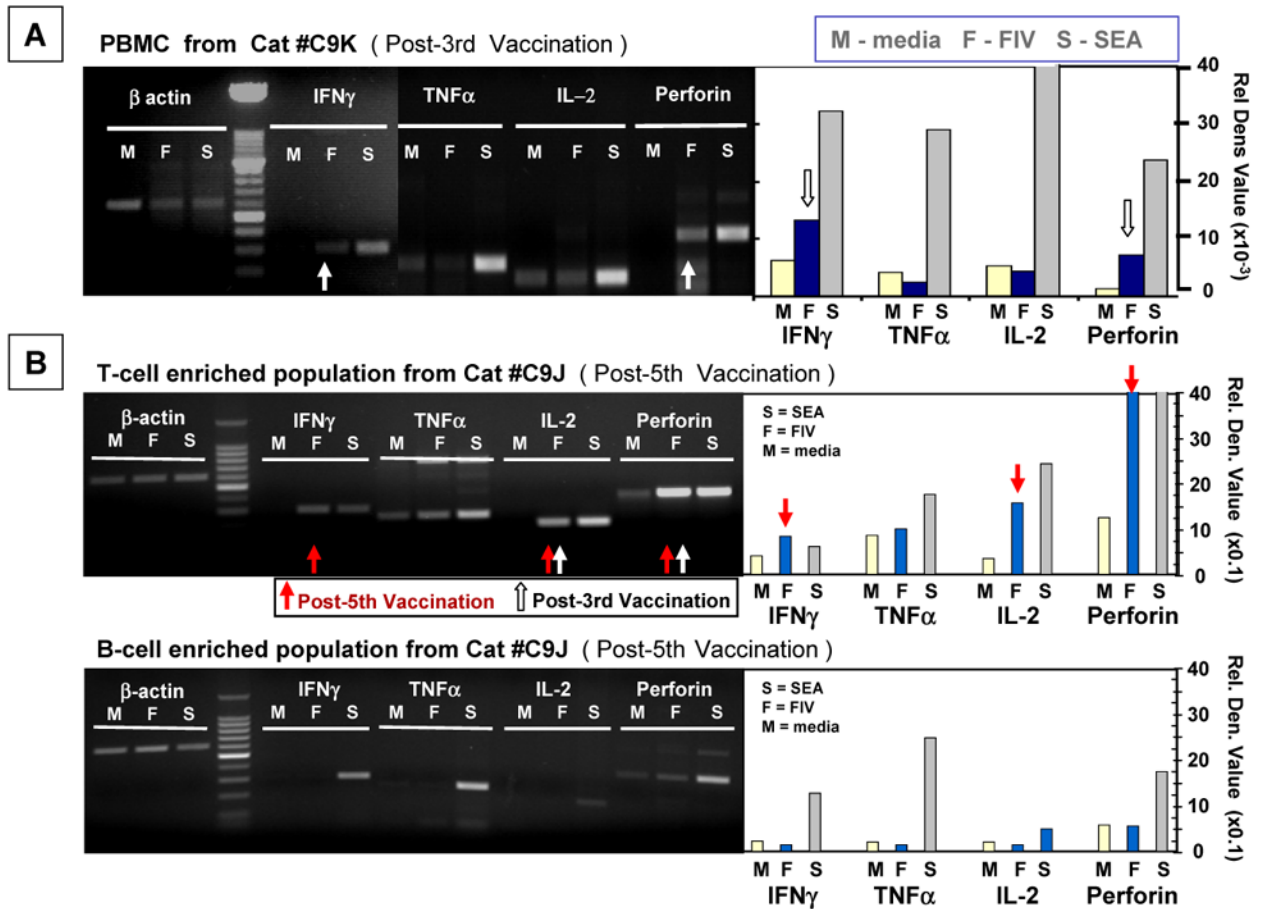 A
PBMC from Cat #C9K ( Post-3rd Vaccination )
M - media F - FIV S - SEA
β actin IFNγ TNFα IL–2 Perforin
M F S M F S M F S M F S M F S
40
30
20
10
0
Rel Dens Value (x10-3)
M F S M F S M F S M F S
IFNγ TNFα IL-2 Perforin
B
T-cell enriched population from Cat #C9J ( Post-5th Vaccination )
β-actin IFNγ TNFα IL-2 Perforin
M F S M F S M F S M F S M F S
Post-5th Vaccination Post-3rd Vaccination
S = SEA
F = FIV
M = media
40
30
20
10
0
Rel. Den. Value (x0.1)
M F S M F S M F S M F S
IFNγ TNFα IL-2 Perforin
B-cell enriched population from Cat #C9J ( Post-5th Vaccination )
β-actin IFNγ TNFα IL-2 Perforin
M F S M F S M F S M F S M F S
S = SEA
F = FIV
M = media
40
30
20
10
0
Rel. Den. Value (x0.1)
M F S M F S M F S M F S
IFNγ TNFα IL-2 Perforin